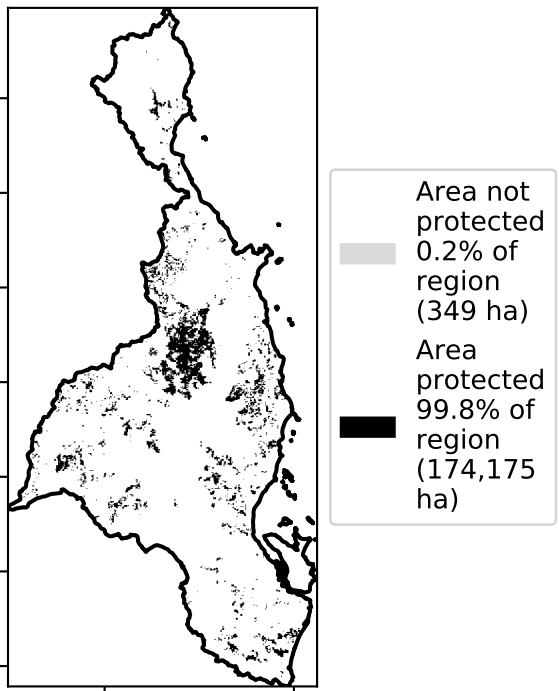 Area not
protected
0.2% of
region
(349 ha)
Area
protected
99.8% of
region
(174,175
ha)